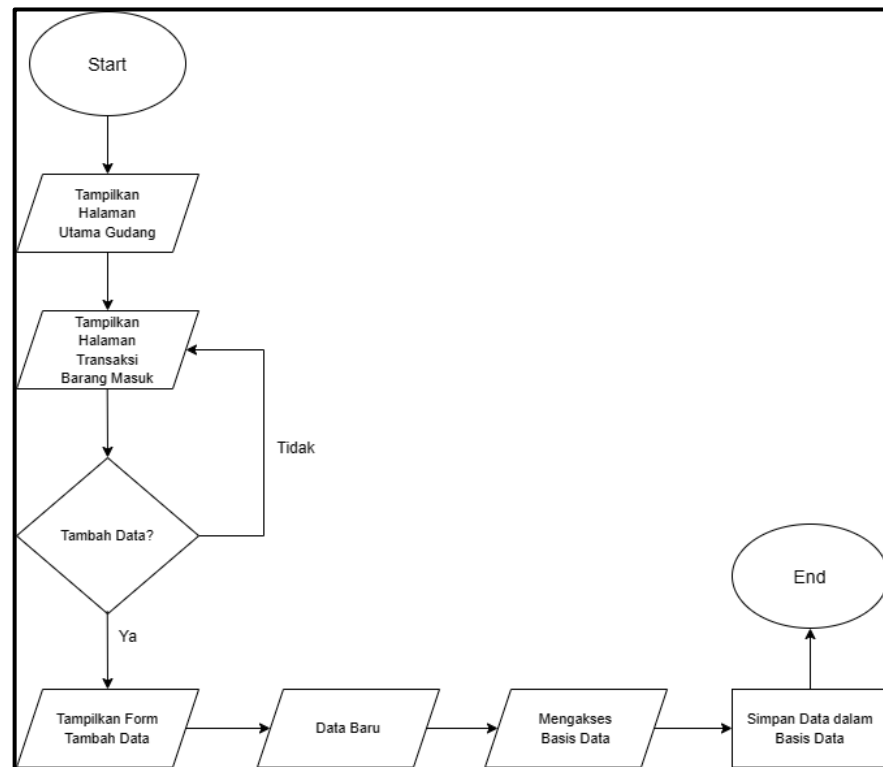 Start
Tampilkan
Halaman
Utama Gudang
Tampilkan
Halaman
Transaksi
Barang Masuk
Tidak
Tambah Data?
Ya
Tampilkan Form
Tambah Data
Data Baru
Mengakses
Basis Data
Simpan Data dalam
Basis Data
End